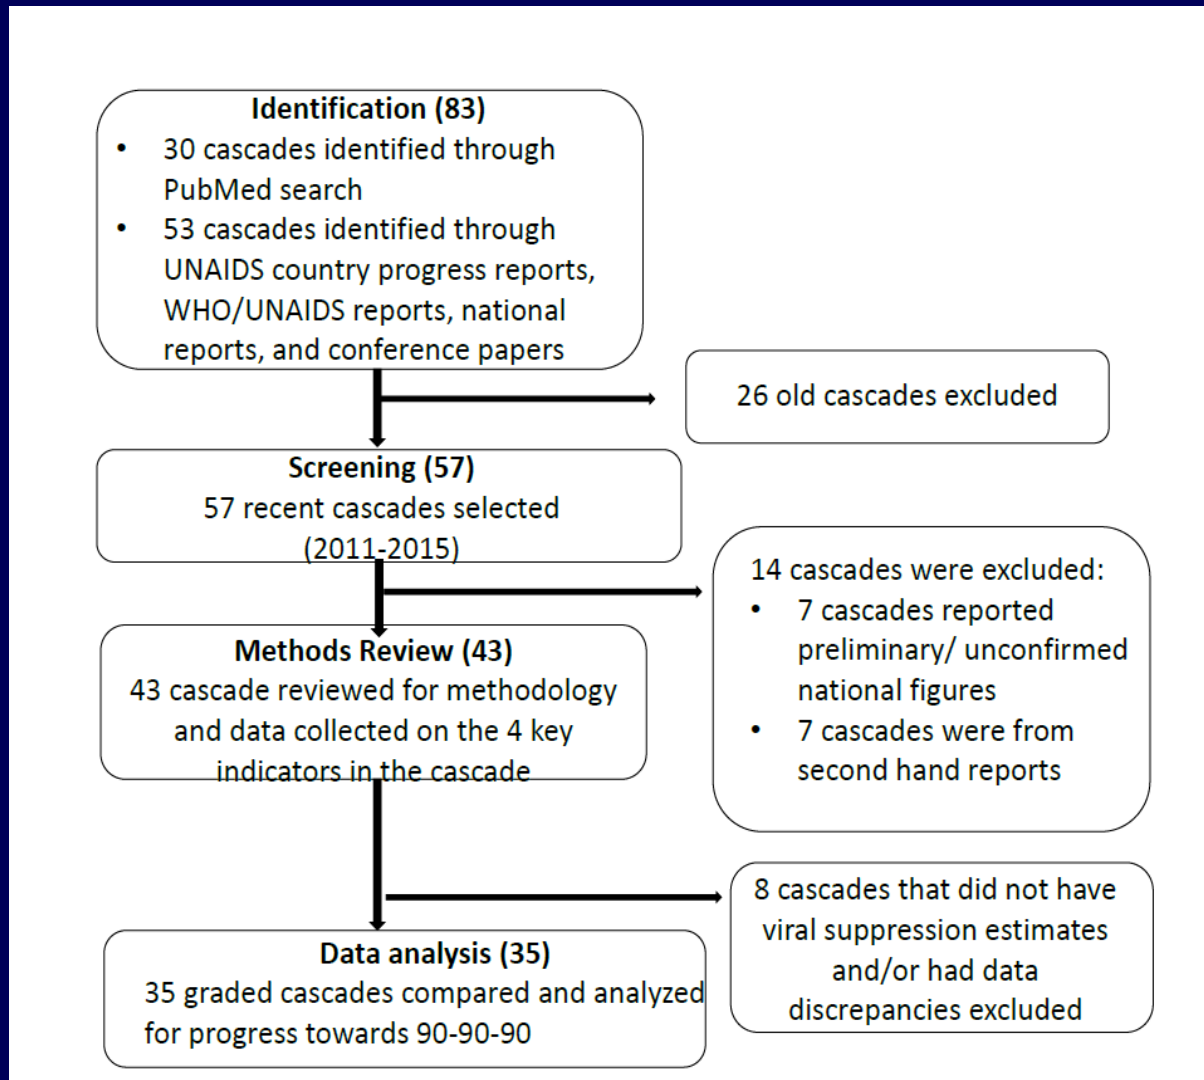 Identification (83)
• 30 cascades identified through
PubMed search
• 53 cascades identified through
UNAIDS country progress reports,
WHO/UNAIDS reports, national
reports, and conference papers
26 old cascades excluded
Screening (57)
57 recent cascades selected
(2011-2015)
14 cascades were excluded:
• 7 cascades reported
preliminary/ unconfirmed
national figures
• 7 cascades were from
second hand reports
Methods Review (43)
43 cascade reviewed for methodology
and data collected on the 4 key
indicators in the cascade
8 cascades that did not have
viral suppression estimates
and/or had data
discrepancies excluded
Data analysis (35)
35 graded cascades compared and analyzed
for progress towards 90-90-90